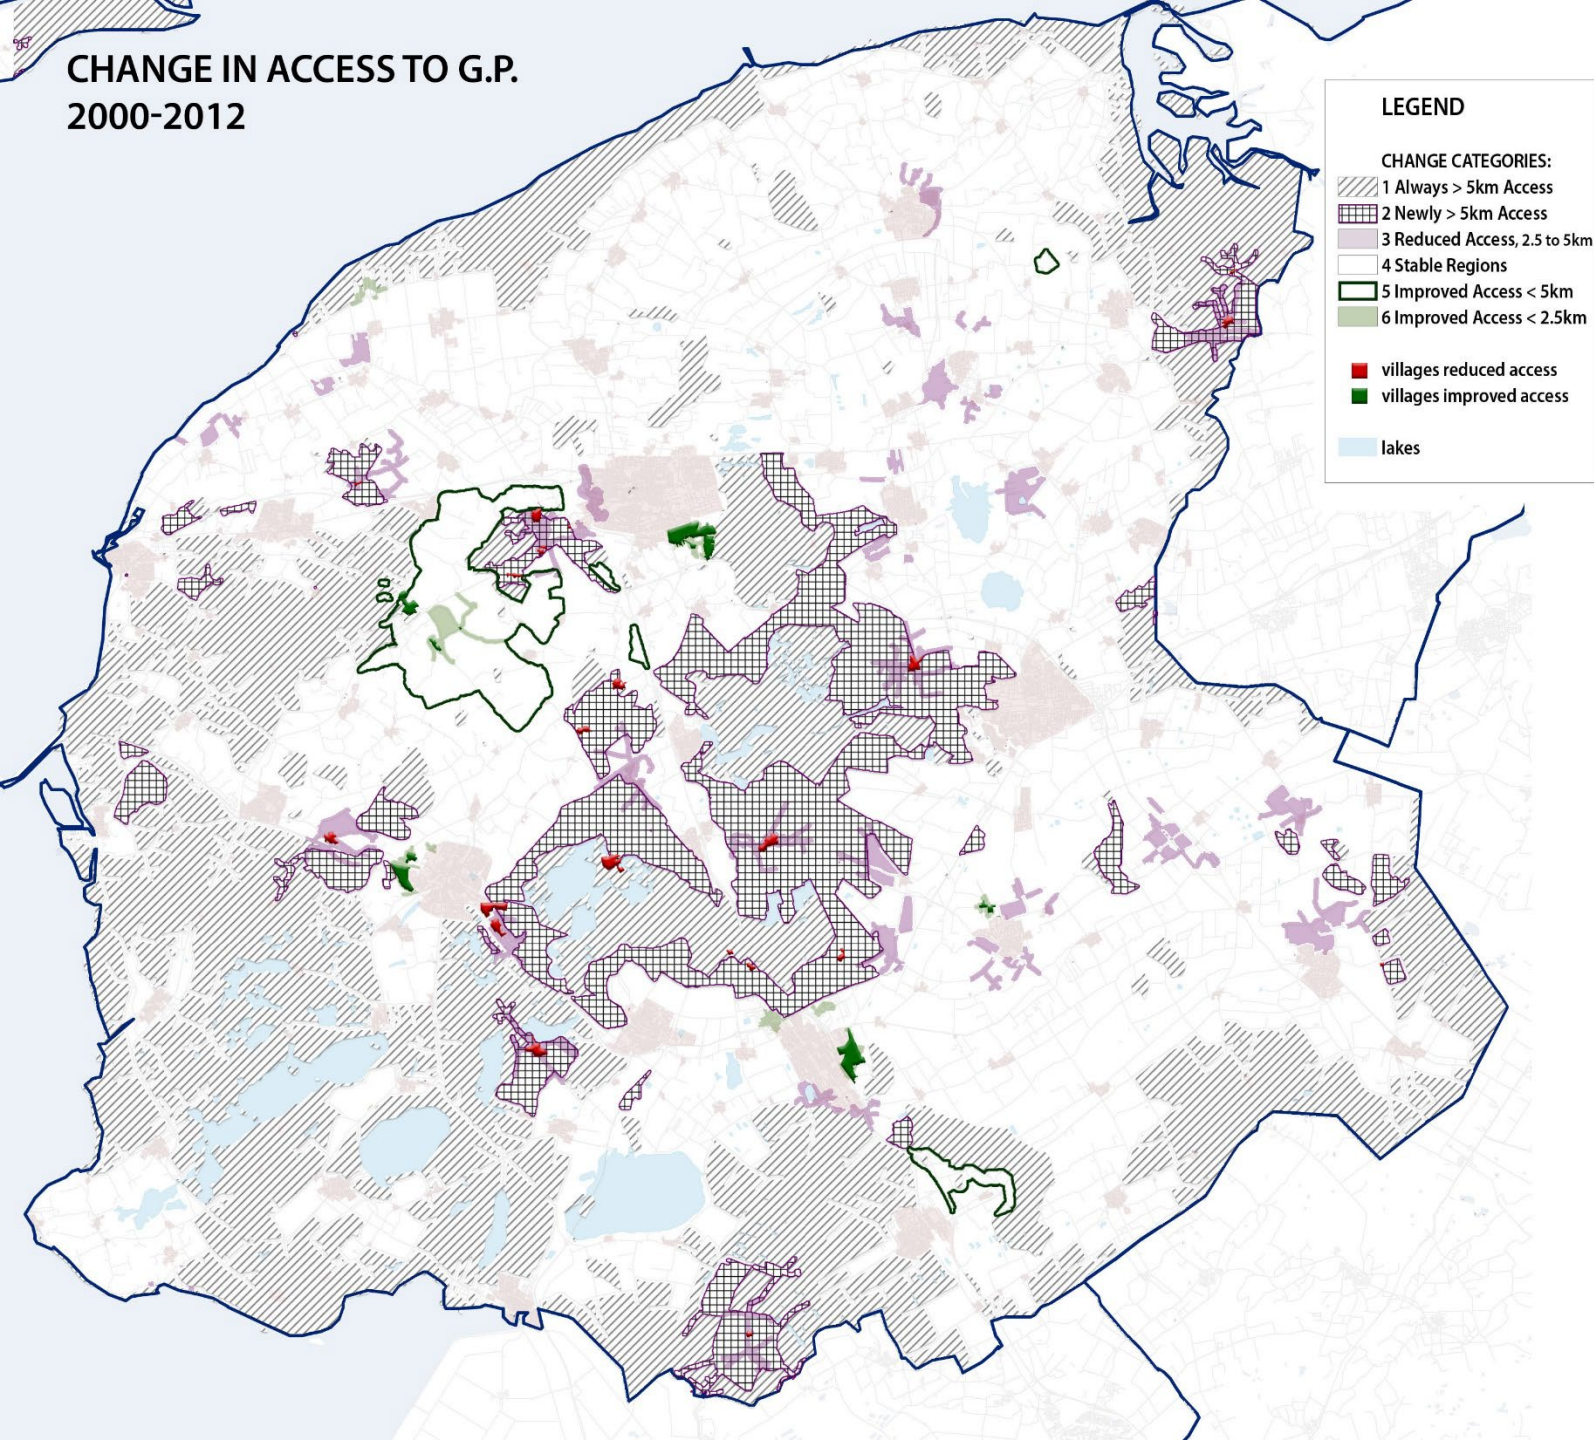 CHANGE IN ACCESS TO G.P.
2000-2012
LEGEND
CHANGE CATEGORIES:
1 Always > 5km Access
2 Newly > 5km Access
3 Reduced Access, 2.5 to 5km
4 Stable Regions
5 Improved Access < 5km
6 Improved Access < 2.5km
villages reduced access
villages improved access
lakes